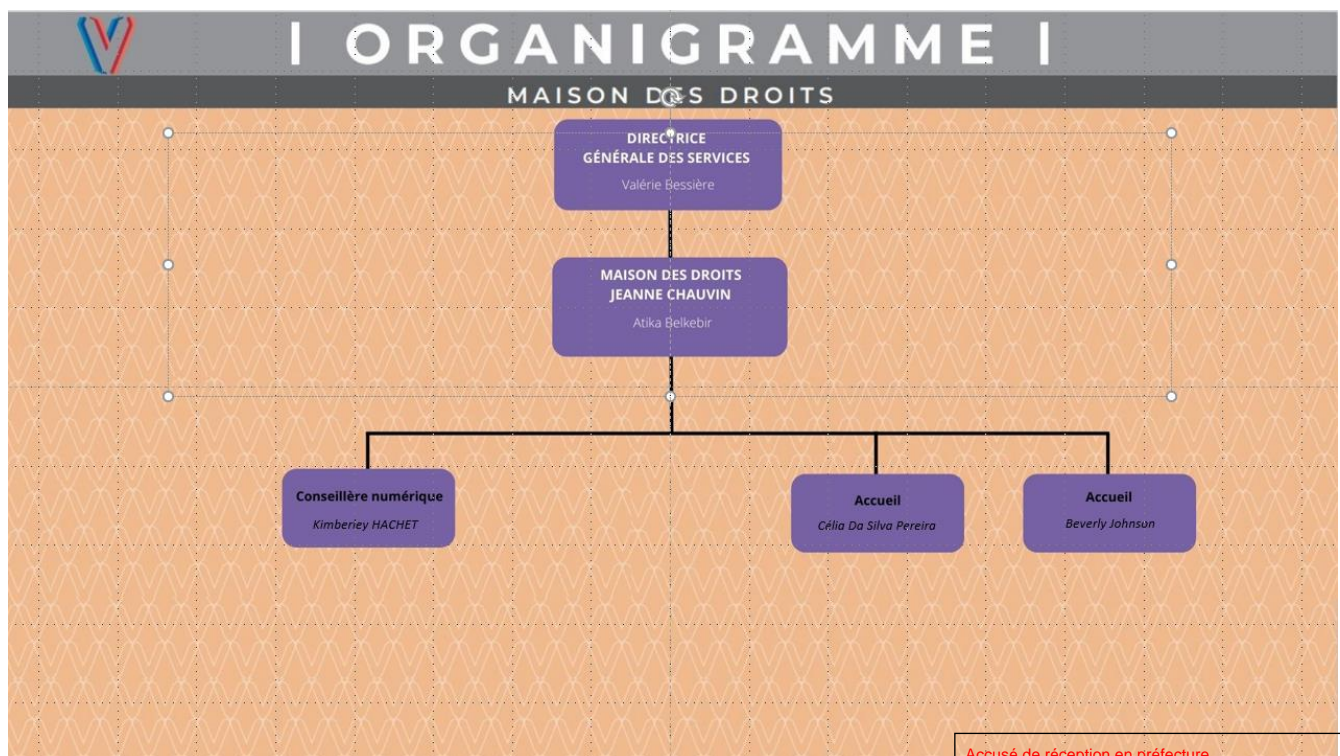 | ORGANIGRAMME |
MAISON DES DROITS
DIRECTRICE
GÉNÉRALE DES SERVICES
Valérie Bessière
MAISON DES DROITS
JEANNE CHAUVIN
Atika Belkebir
Conseillère numérique
Kimberley HACHET
Accueil
Célia Da Silva Pereira
Accueil
Beverly Johnson
Accusé de réception en préfecture